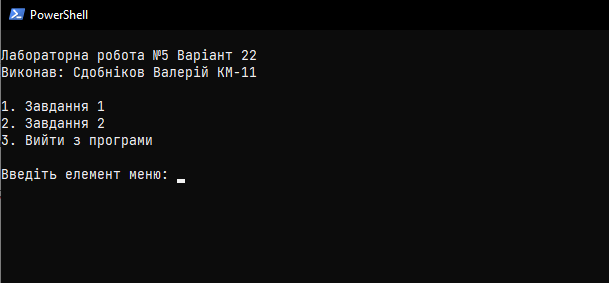 PowerShell
Лабораторна робота №5 Варіант 22
Виконав: Сдобніков Валерій КМ-11
1. Завдання 1
2. Завдання 2
3. Вийти з програми
Введіть елемент меню: